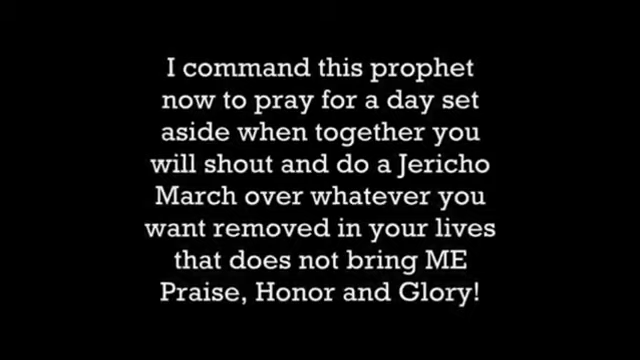 I command this prophet
now to pray for a day set
aside when together you
will shout and do a Jericho
March over whatever you
want removed in your lives
that does not bring ME
Praise, Honor and Glory!